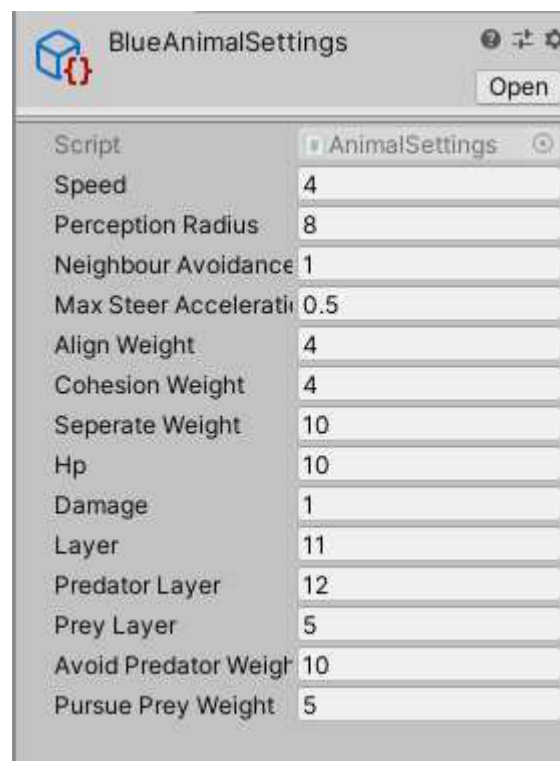 BlueAnimalSettings
Open
Script AnimalSettings
Speed 4
Perception Radius 8
Neighbour Avoidance 1
Max Steer Accelerati 0.5
Align Weight 4
Cohesion Weight 4
Seperate Weight 10
Hp 10
Damage 1
Layer 11
Predator Layer 12
Prey Layer 5
Avoid Predator Weigh 10
Pursue Prey Weight 5